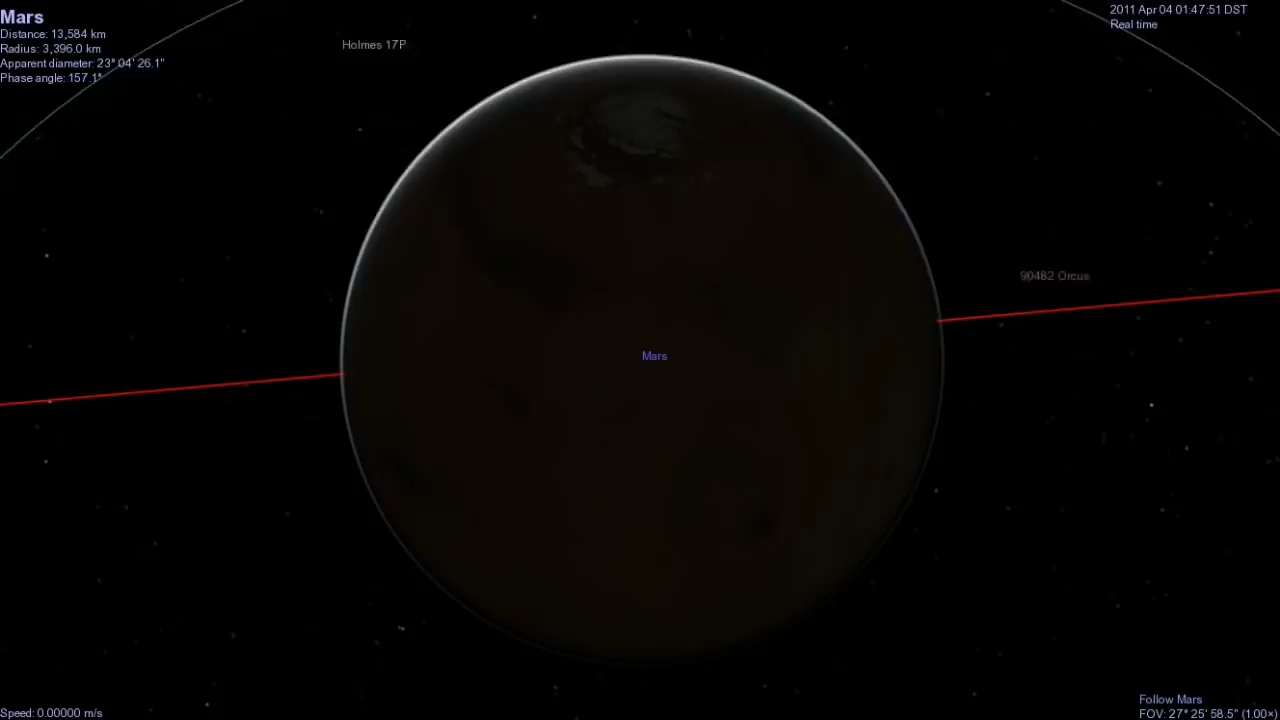 Mars
Distance: 13,584 km
Radius: 3,396.0 km
Apparent diameter: 23° 04' 26.1"
Phase angle: 157.1°
2011 Apr 04 01:47:51 DST
Real time
Holmes 17P
90482 Orcus
Mars
Speed: 0.00000 m/s
Follow Mars
FOV: 27° 25' 58.5" (1.00×)